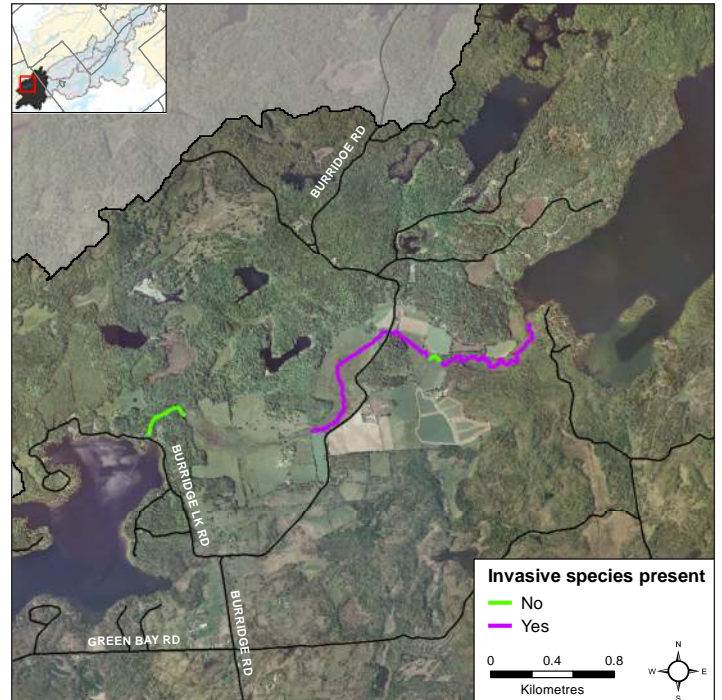 BURRIDOE RD
BURRIDGE LK RD
BURRIDGE RD
GREEN BAY RD
Invasive species present
No
Yes
0 0.4 0.8
Kilometres
N
W E
S